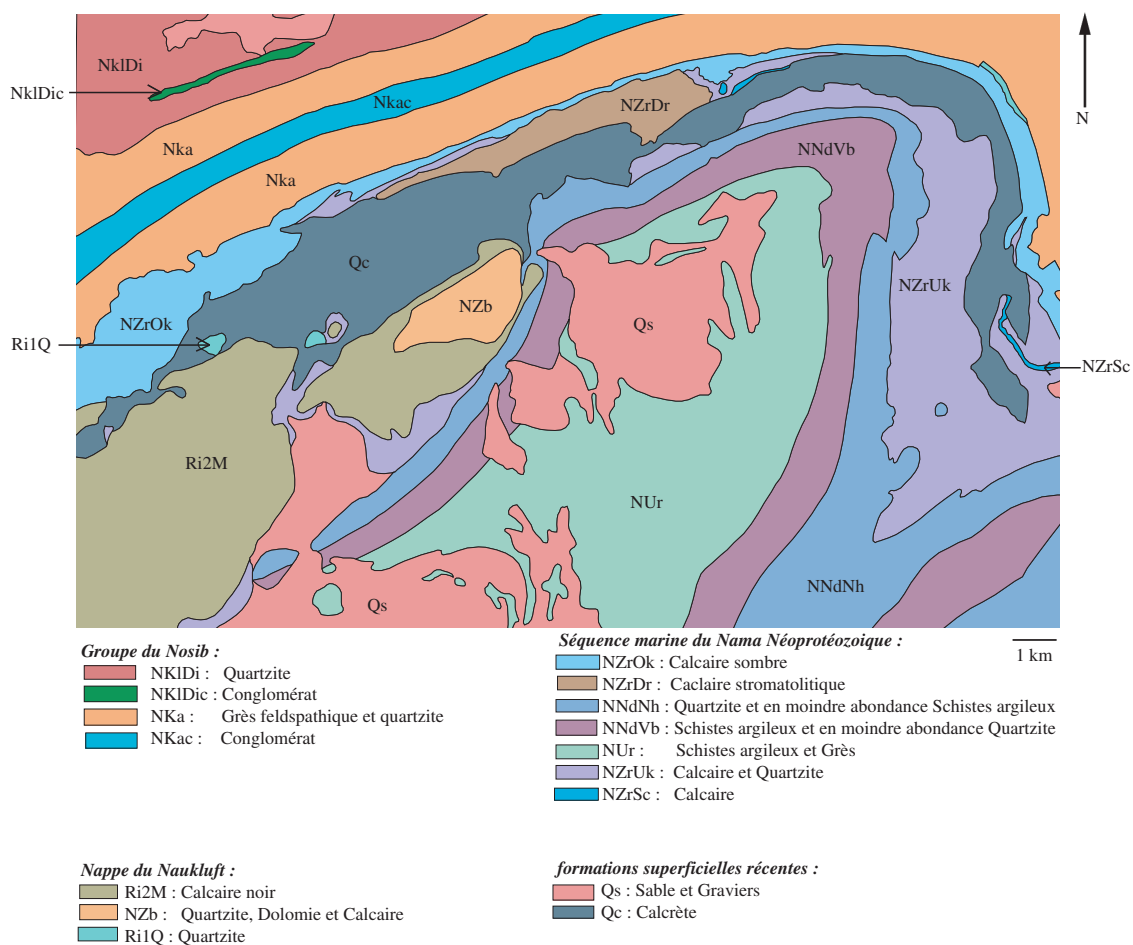 NklDi
NklDic
Nkac
Nka
Nka
NZrDr
N
NNdVb
Qc
NZrUk
NZb
NZrOk
Qs
Ri1Q
NZrSc
Ri2M
NUr
NNdNh
Qs
Groupe du Nosib :
NKlDi : Quartzite
NKlDic : Conglomérat
NKa : Grès feldspathique et quartzite
NKac : Conglomérat
Séquence marine du Nama Néoprotéozoique :
NZrOk : Calcaire sombre
NZrDr : Caclaire stromatolitique
NNdNh : Quartzite et en moindre abondance Schistes argileux
NNdVb : Schistes argileux et en moindre abondance Quartzite
NUr : Schistes argileux et Grès
NZrUk : Calcaire et Quartzite
NZrSc : Calcaire
1 km
Nappe du Naukluft :
Ri2M : Calcaire noir
NZb : Quartzite, Dolomie et Calcaire
Ri1Q : Quartzite
formations superficielles récentes :
Qs : Sable et Graviers
Qc : Calcrète